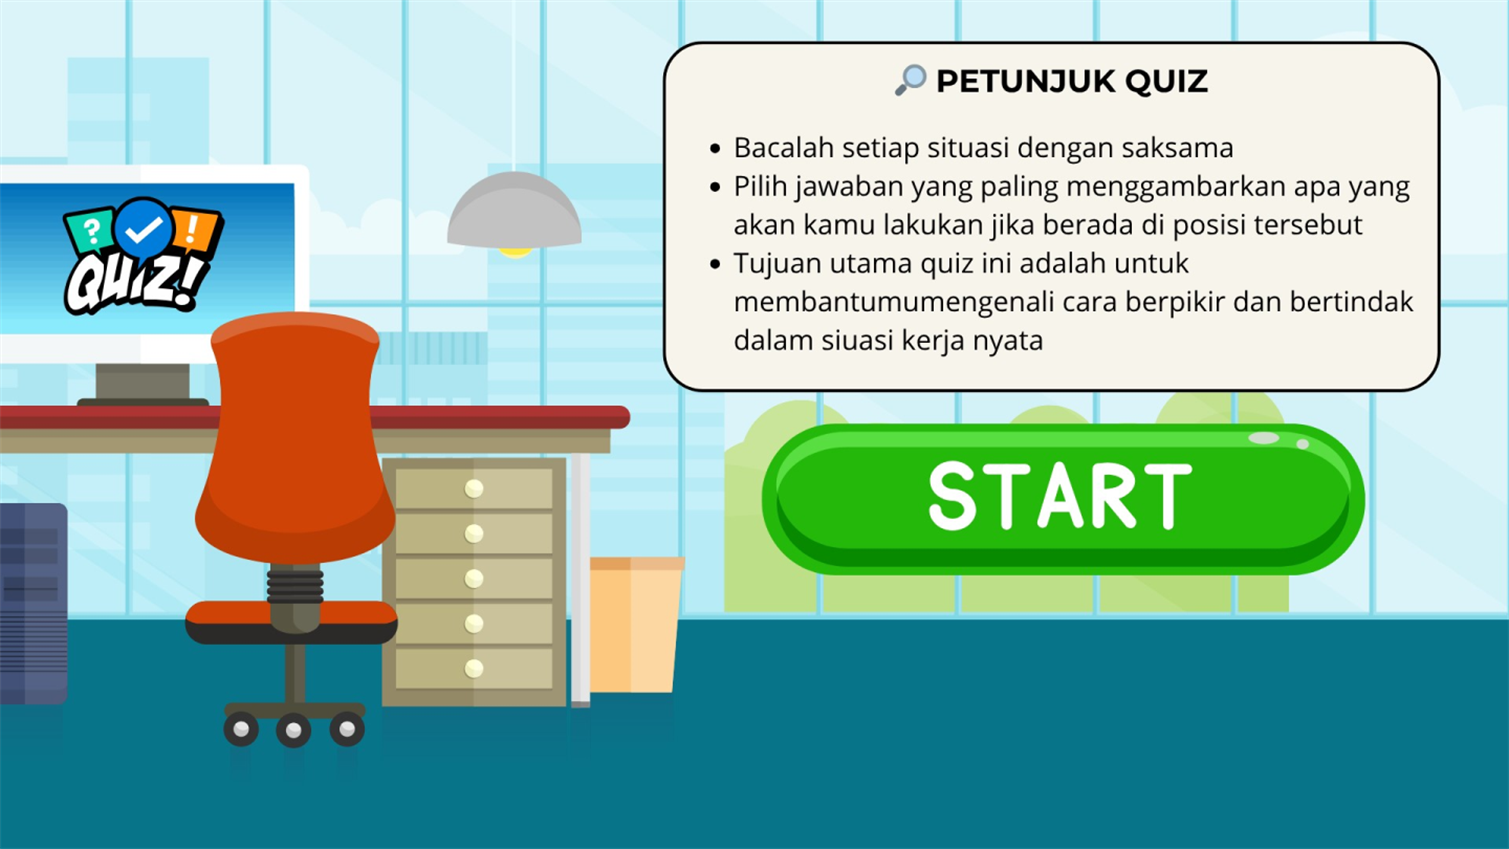 🔎 PETUNJUK QUIZ
• Bacalah setiap situasi dengan saksama
• Pilih jawaban yang paling menggambarkan apa yang
akan kamu lakukan jika berada di posisi tersebut
• Tujuan utama quiz ini adalah untuk
membantumumengenali cara berpikir dan bertindak
dalam siuasi kerja nyata
? !
QUIZ!
START